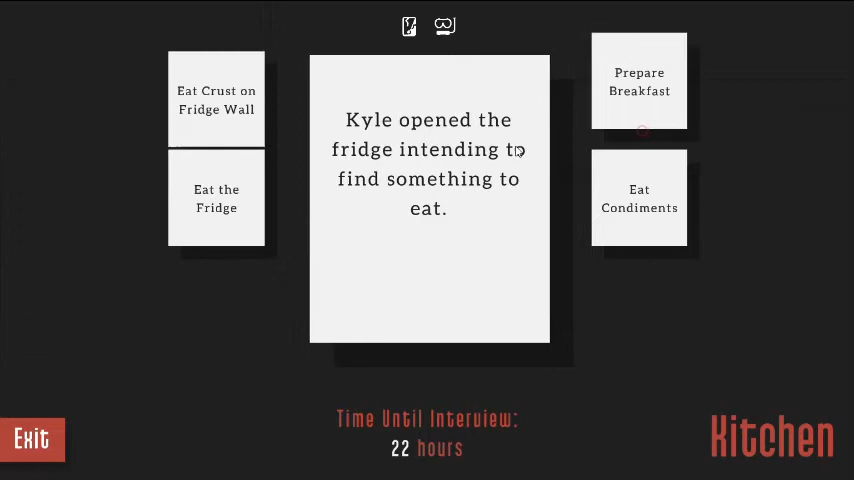 Eat Crust on
Fridge Wall
Eat the
Fridge
Kyle opened the
fridge intending to
find something to
eat.
Prepare
Breakfast
Eat
Condiments
Exit
Time Until Interview:
22 hours
Kitchen